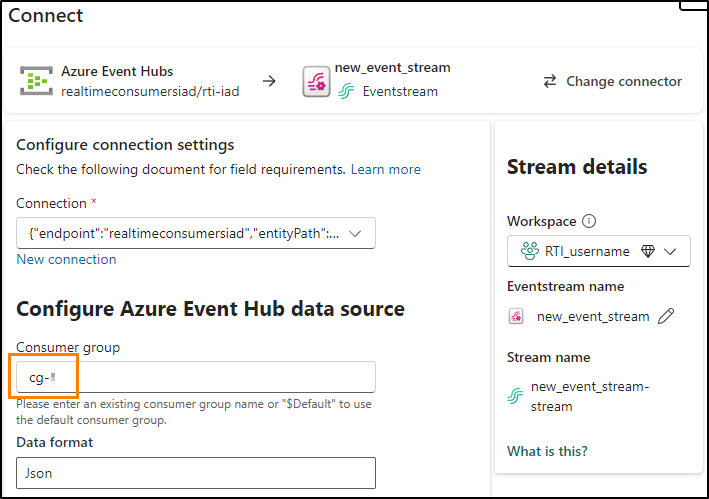 Connect
Azure Event Hubs
realtimeconsumersiad/rti-iad
new_event_stream
Eventstream
Change connector
Configure connection settings
Check the following document for field requirements. Learn more
Connection *
{"endpoint":"realtimeconsumersiad","entityPath":...
New connection
Configure Azure Event Hub data source
Consumer group
cg-
Please enter an existing consumer group name or "$Default" to use
the default consumer group.
Data format
Json
Stream details
Workspace
RTI_username
Eventstream name
new_event_stream
Stream name
new_event_stream-
stream
What is this?